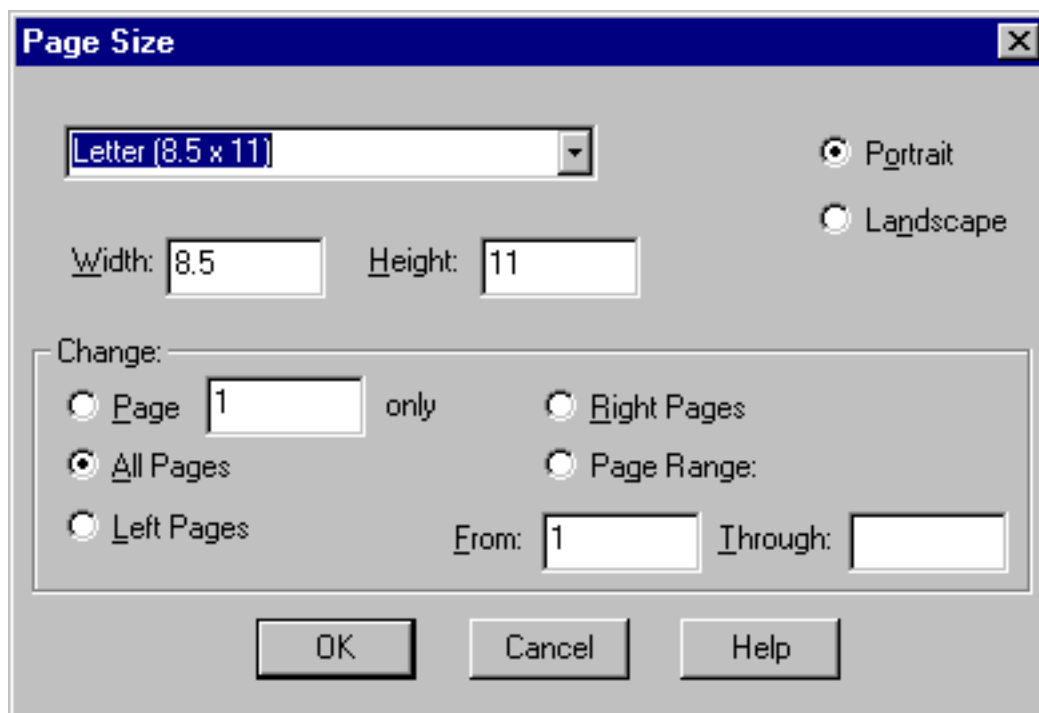 Page Size
Letter (8.5 x 11)
Portrait
Landscape
Width: 8.5 Height: 11
Change:
Page 1 only Right Pages
All Pages Page Range:
Left Pages From: 1 Through:
OK Cancel Help